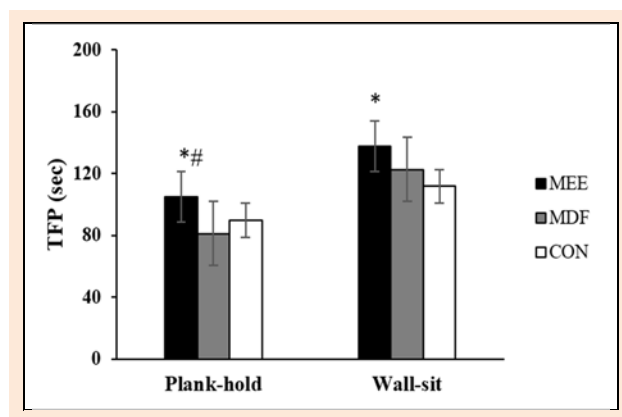 200
160
120
80
40
0
TFP (sec)
*#
*
Plank-hold
Wall-sit
MEE
MDF
CON